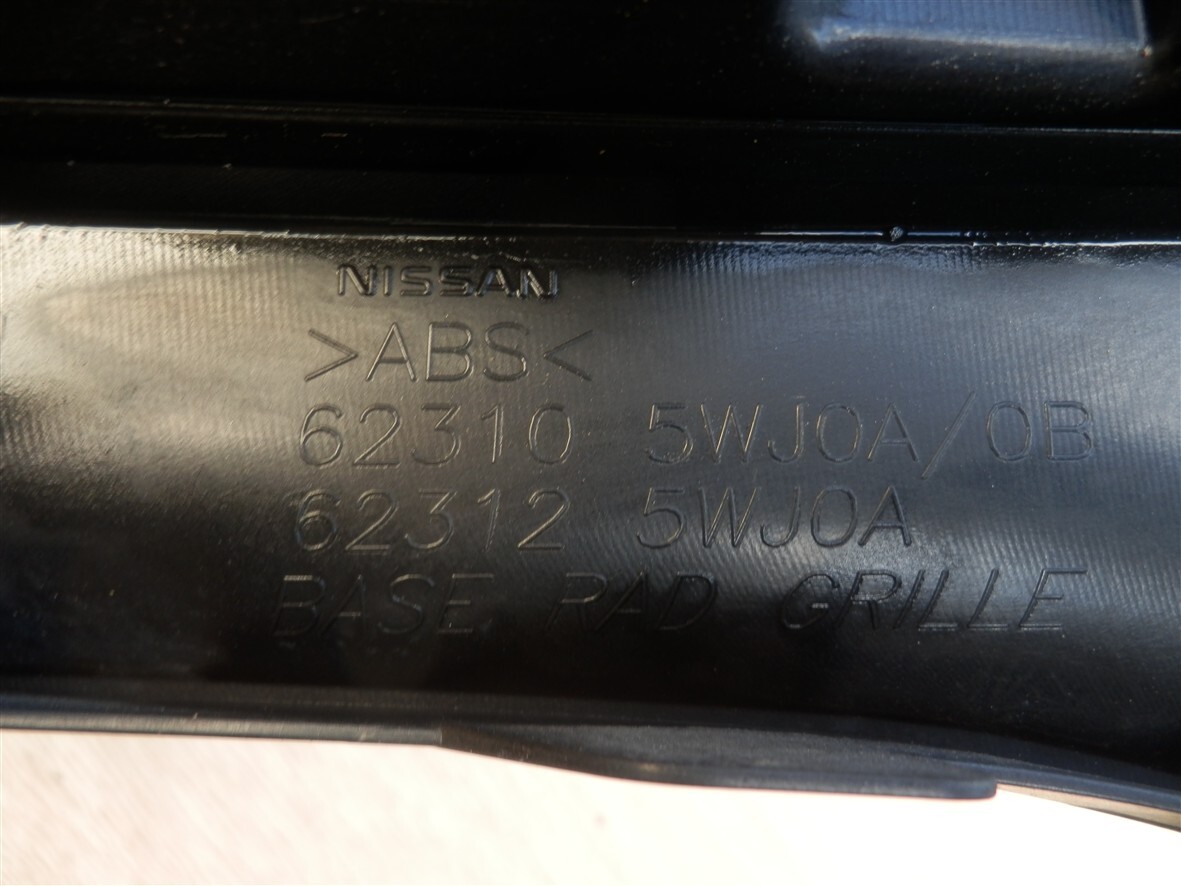 NISSAN
>ABS<
62310 5WJ0A/0B
62312 5WJ0A
BASE RAD GRILLE